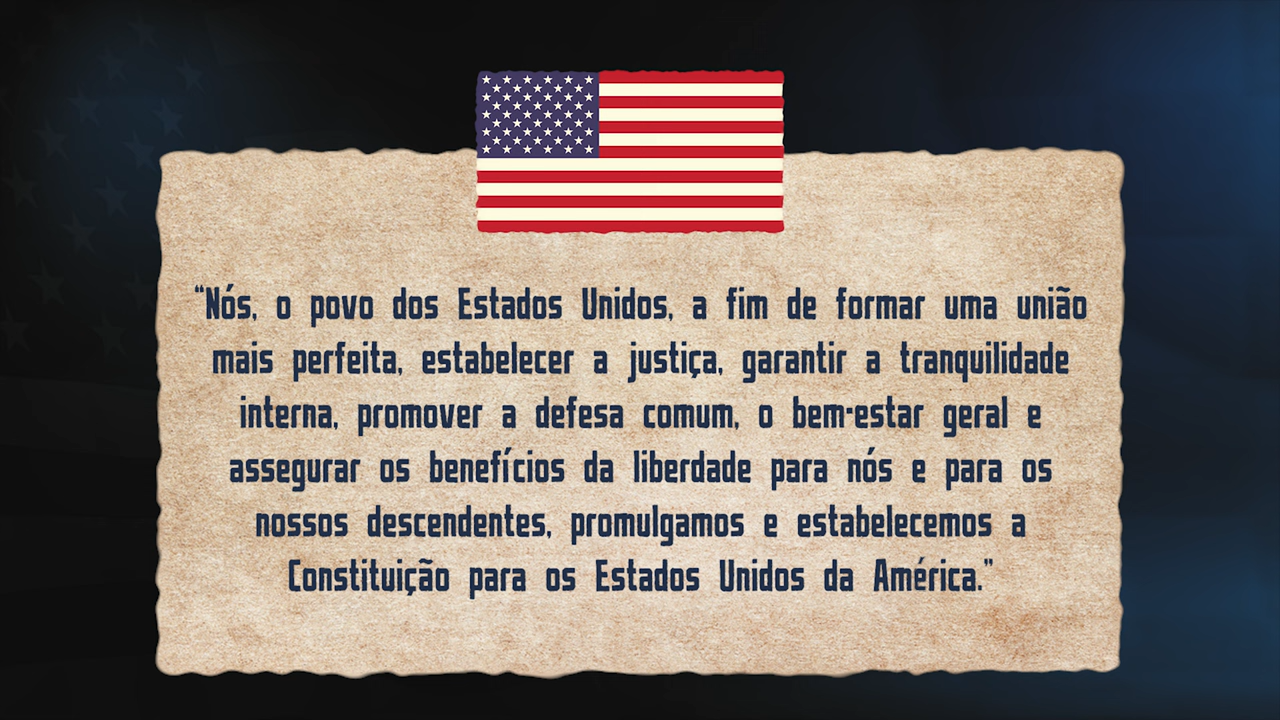 “Nós, o povo dos Estados Unidos, a fim de formar uma união
mais perfeita, estabelecer a justiça, garantir a tranquilidade
interna, promover a defesa comum, o bem-estar geral e
assegurar os benefícios da liberdade para nós e para os
nossos descendentes, promulgamos e estabelecemos a
Constituição para os Estados Unidos da América.”